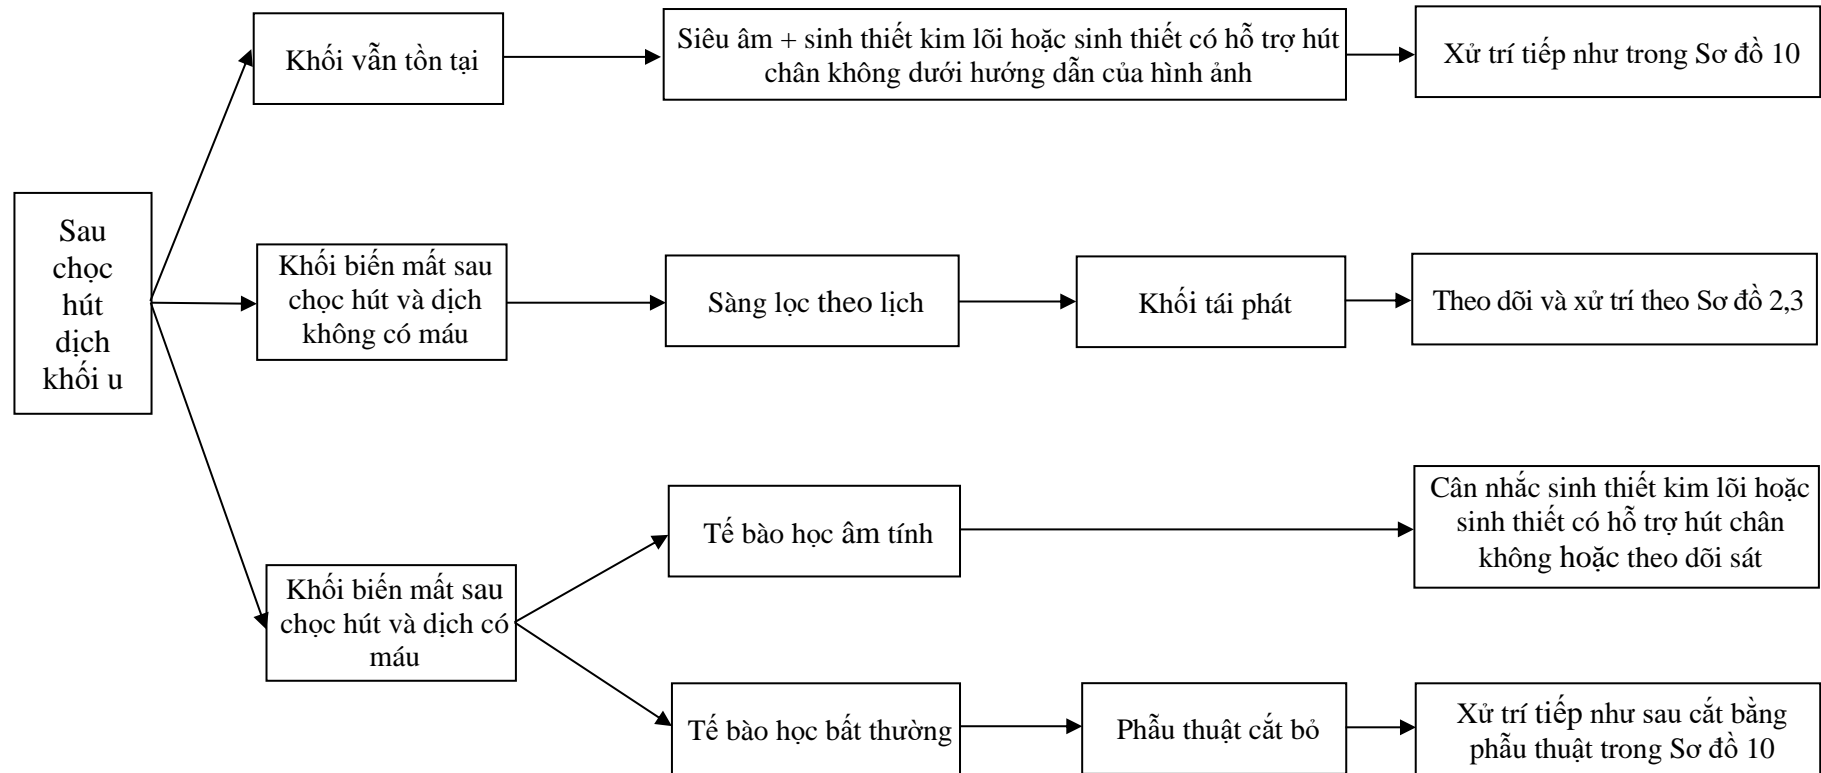 Khối vẫn tồn tại
Siêu âm + sinh thiết kim lõi hoặc sinh thiết có hỗ trợ hút
chân không dưới hướng dẫn của hình ảnh
Xử trí tiếp như trong Sơ đồ 10
Sau
chọc
hút
dịch
khối u
Khối biến mất sau
chọc hút và dịch
không có máu
Sàng lọc theo lịch
Khối tái phát
Theo dõi và xử trí theo Sơ đồ 2,3
Khối biến mất sau
chọc hút và dịch có
máu
Tế bào học âm tính
Cân nhắc sinh thiết kim lõi hoặc
sinh thiết có hỗ trợ hút chân
không hoặc theo dõi sát
Tế bào học bất thường
Phẫu thuật cắt bỏ
Xử trí tiếp như sau cắt bằng
phẫu thuật trong Sơ đồ 10